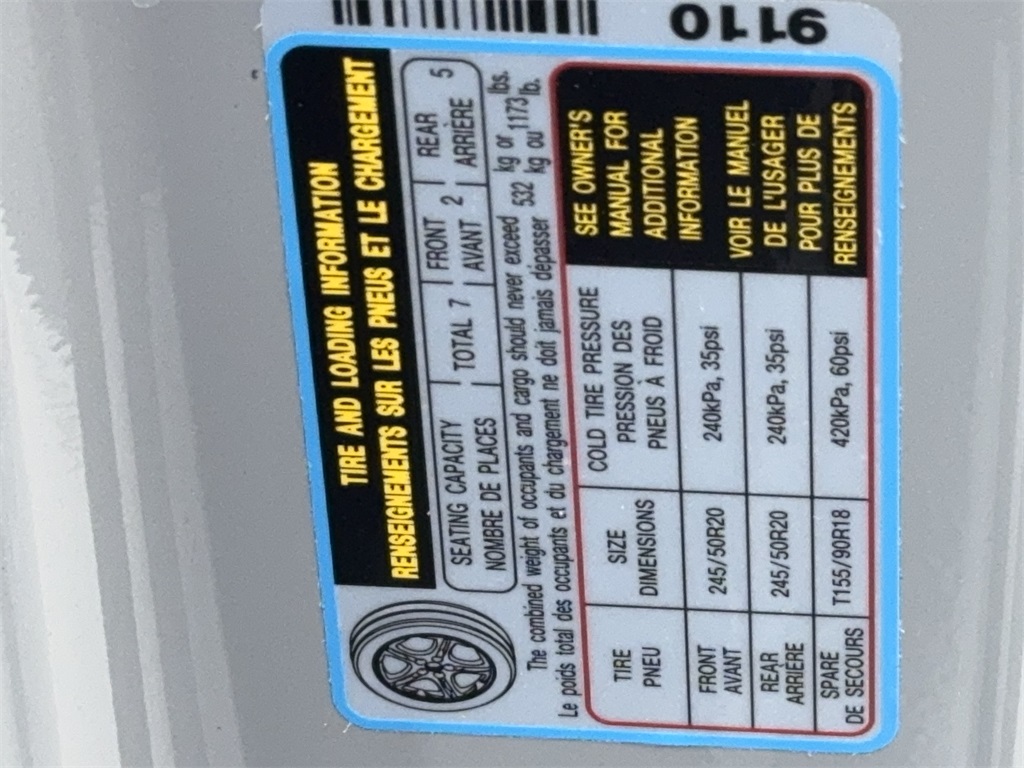 9110
TIRE AND LOADING INFORMATION
RENSEIGNEMENTS SUR LES PNEUS ET LE CHARGEMENT
SEATING CAPACITY TOTAL 7 FRONT 2 REAR 5
NOMBRE DE PLACES AVANT ARRIÈRE
The combined weight of occupants and cargo should never exceed 532 kg or 1173 lbs.
Le poids total des occupants et du chargement ne doit jamais dépasser kg ou lb.
TIRE SIZE COLD TIRE PRESSURE
PNEU DIMENSIONS PRESSION DES
PNEUS À FROID
FRONT 245/50R20 240kPa, 35psi
AVANT
REAR 245/50R20 240kPa, 35psi
ARRIÈRE
SPARE T155/90R18 420kPa, 60psi
DE SECOURS
SEE OWNER'S
MANUAL FOR
ADDITIONAL
INFORMATION
VOIR LE MANUEL
DE L'USAGER
POUR PLUS DE
RENSEIGNEMENTS